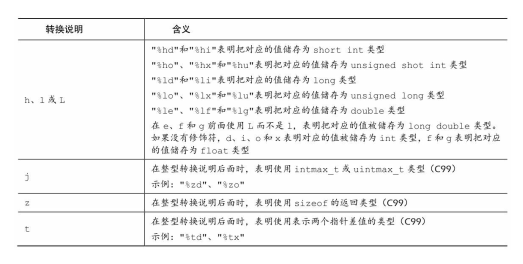 转换说明 含义
h、l 或 L
"%hd"和"%hi"表明把对应的值储存为 short int 类型
"%ho"、"%hx"和"%hu"表明把对应的值储存为 unsigned shot int 类型
"%ld"和"%li"表明把对应的值储存为 long 类型
"%lo"、"%lx"和"%lu"表明把对应的值储存为 unsigned long 类型
"%le"、"%lf"和"%lg"表明把对应的值储存为 double 类型
在 e、f 和 g 前面使用 L 而不是 l，表明把对应的值被储存为 long double 类型。
如果没有修饰符，d、i、o 和 x 表明对应的值被储存为 int 类型，f 和 g 表明把对应
的值储存为 float 类型
j
在整型转换说明后面时，表明使用 intmax_t 或 uintmax_t 类型（C99）
示例："%zd"、"%zo"
z
在整型转换说明后面时，表明使用 sizeof 的返回类型（C99）
t
在整型转换说明后面时，表明使用表示两个指针差值的类型（C99）
示例："%td"、"%tx"